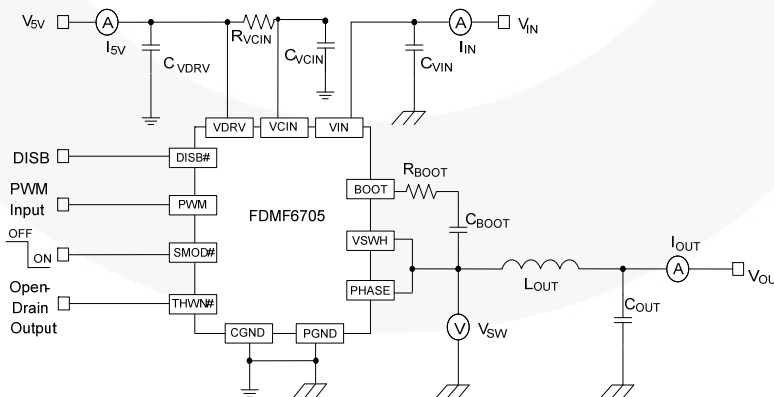 V5V
A
I5V
RVCIN
CVDRV
CVCIN
CVIN
A
IIN
VIN
VDRV
VCIN
VIN
DISB
DISB#
PWM
Input
PWM
OFF
ON
SMOD#
Open-
Drain
Output
THWN#
FDMF6705
BOOT
RBOOT
CBOOT
VSWH
PHASE
CGND
PGND
V
VSW
LOUT
COUT
IOUT
A
VOU